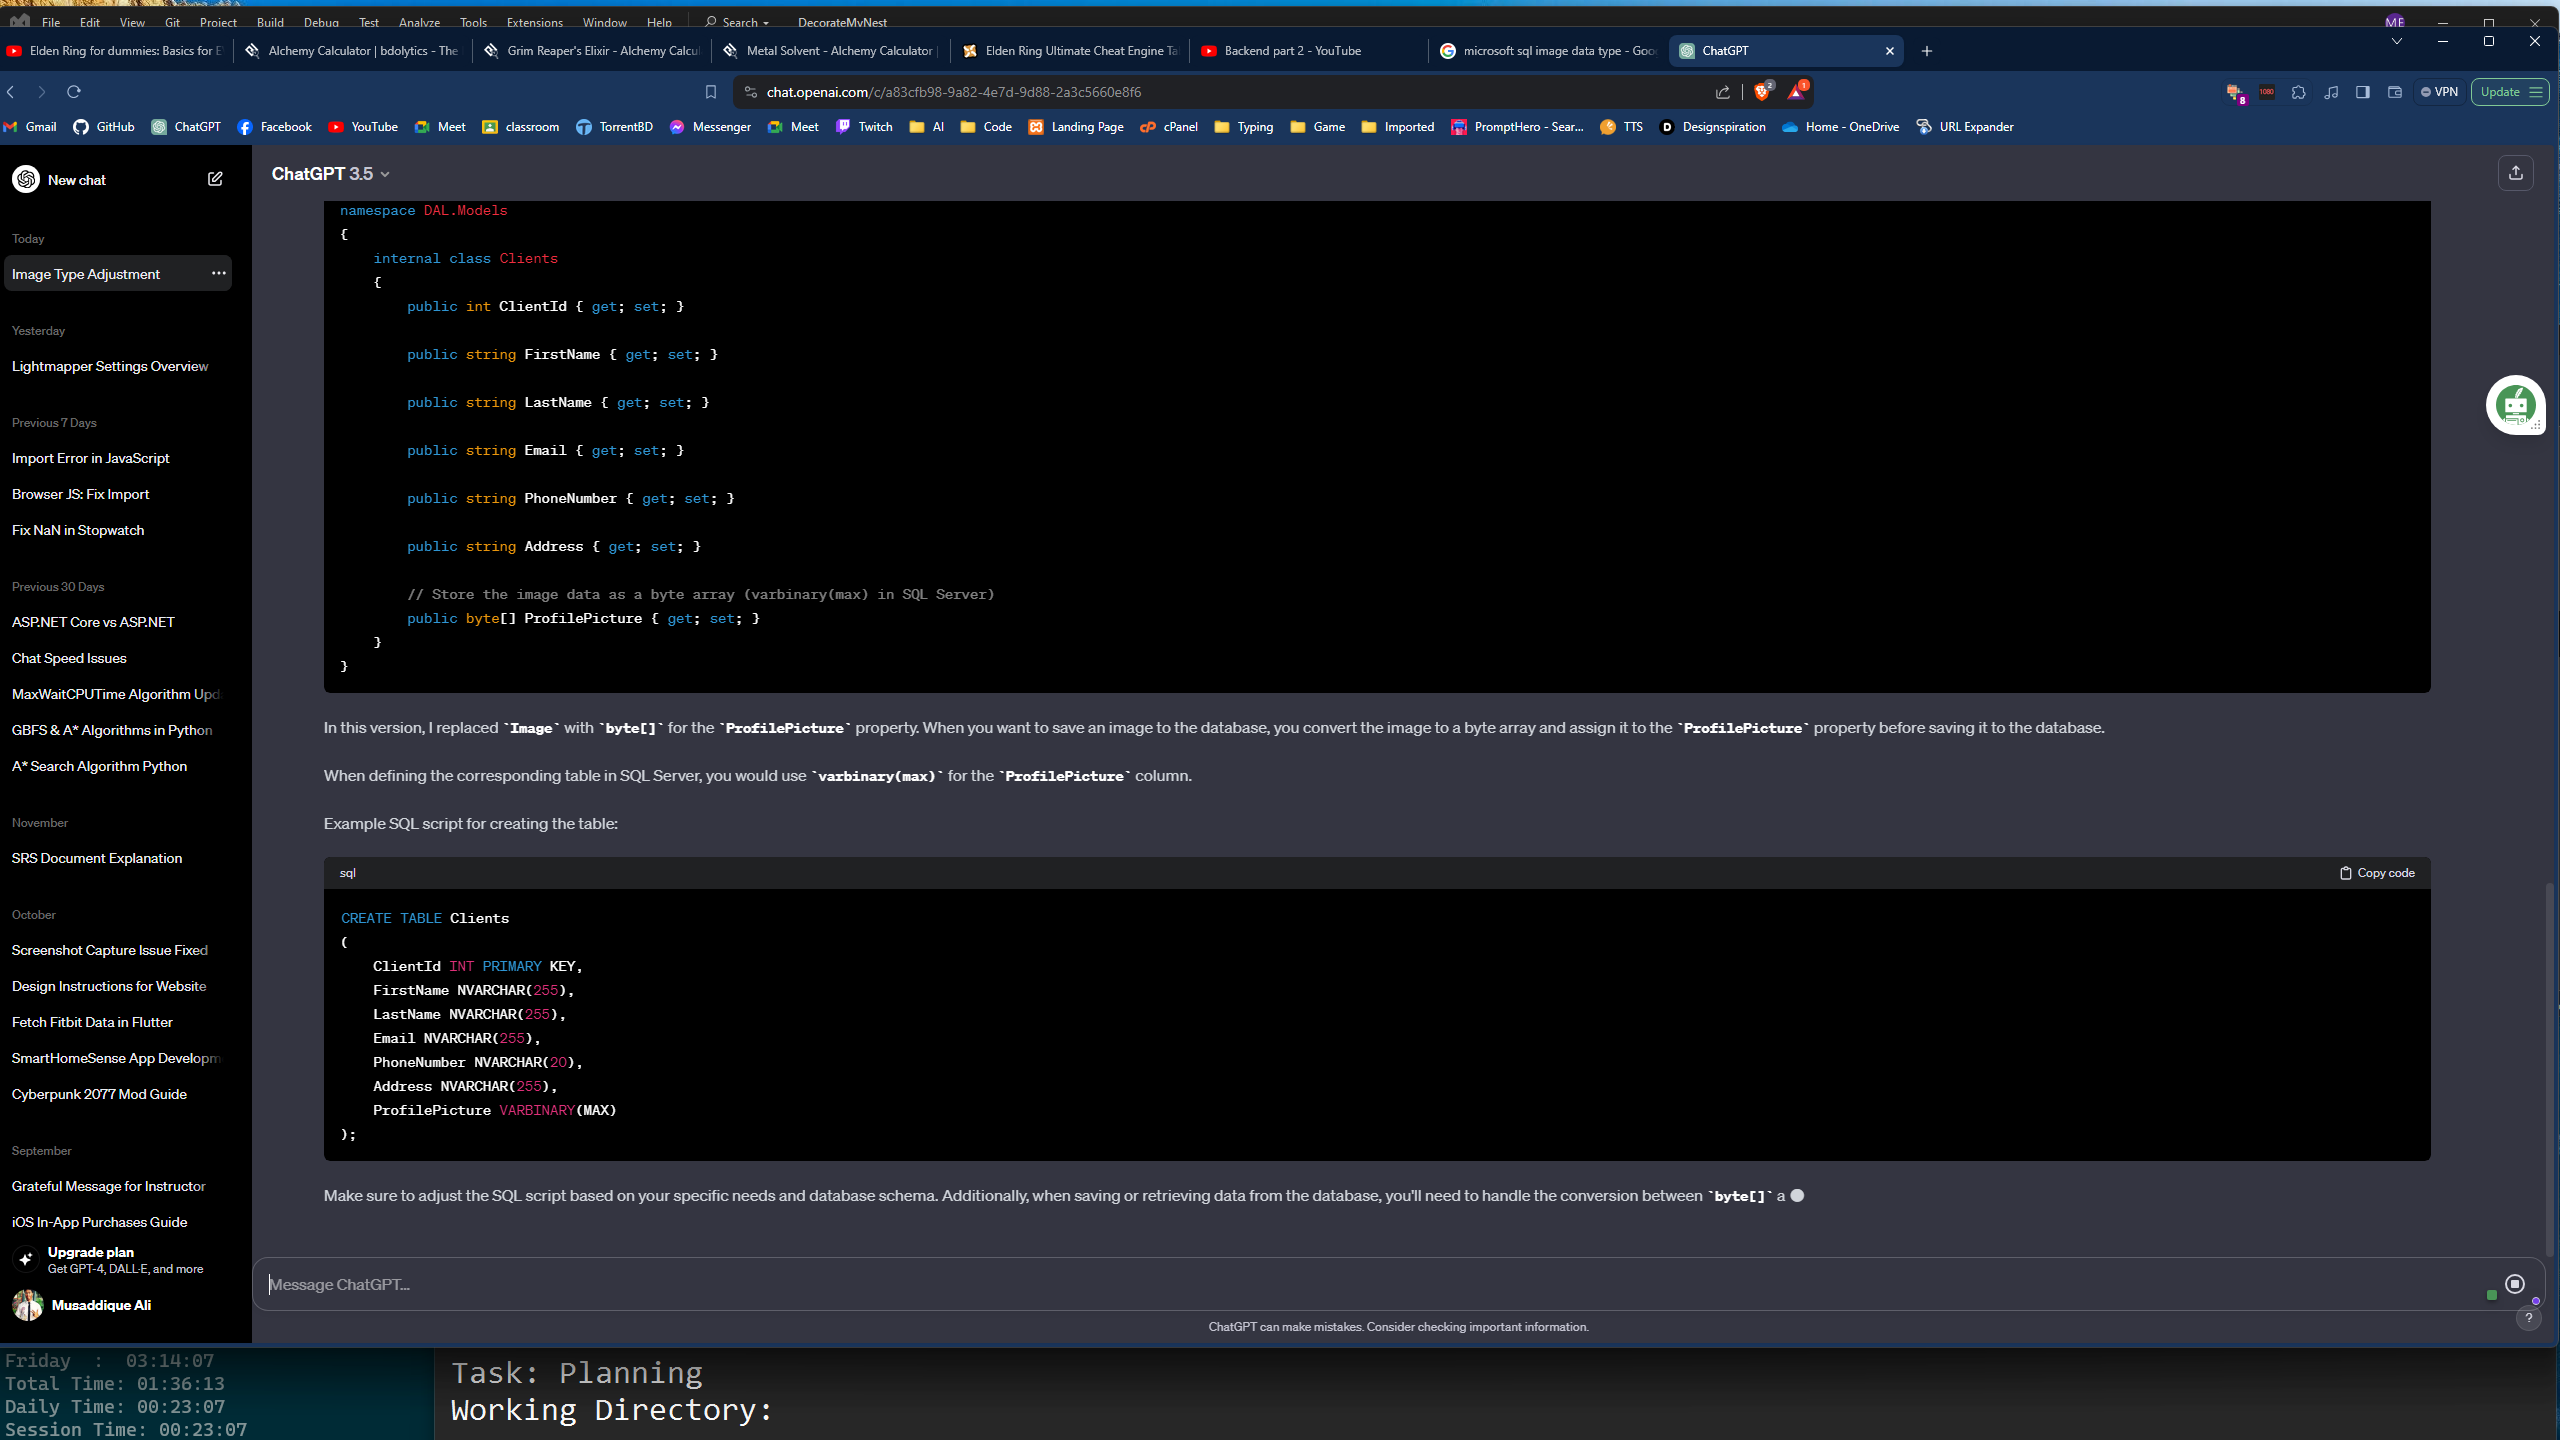 File Edit View Git Project Build Debug Test Analyze Tools Extensions Window Help Search DecorateMyNest ME
Elden Ring for dummies: Basics for E
Alchemy Calculator | bdolytics - The
Grim Reaper's Elixir - Alchemy Calcu
Metal Solvent - Alchemy Calculator |
Elden Ring Ultimate Cheat Engine Ta
Backend part 2 - YouTube
microsoft sql image data type - Goo
ChatGPT
chat.openai.com/c/a83cfb98-9a82-4e7d-9d88-2a3c5660e8f6
2
1
8
1080
VPN
Update
Gmail GitHub ChatGPT Facebook YouTube Meet classroom TorrentBD Messenger Meet Twitch AI Code Landing Page cPanel Typing Game Imported PromptHero - Sear... TTS Designspiration Home - OneDrive URL Expander
New chat
Today
Image Type Adjustment
Yesterday
Lightmapper Settings Overview
Previous 7 Days
Import Error in JavaScript
Browser JS: Fix Import
Fix NaN in Stopwatch
Previous 30 Days
ASP.NET Core vs ASP.NET
Chat Speed Issues
MaxWaitCPUTime Algorithm Upd
GBFS & A* Algorithms in Python
A* Search Algorithm Python
November
SRS Document Explanation
October
Screenshot Capture Issue Fixed
Design Instructions for Website
Fetch Fitbit Data in Flutter
SmartHomeSense App Developm
Cyberpunk 2077 Mod Guide
September
Grateful Message for Instructor
iOS In-App Purchases Guide
Upgrade plan
Get GPT-4, DALL·E, and more
Musaddique Ali
ChatGPT 3.5
namespace DAL.Models
{
internal class Clients
{
public int ClientId { get; set; }
public string FirstName { get; set; }
public string LastName { get; set; }
public string Email { get; set; }
public string PhoneNumber { get; set; }
public string Address { get; set; }
// Store the image data as a byte array (varbinary(max) in SQL Server)
public byte[] ProfilePicture { get; set; }
}
}
In this version, I replaced `Image` with `byte[]` for the `ProfilePicture` property. When you want to save an image to the database, you convert the image to a byte array and assign it to the `ProfilePicture` property before saving it to the database.
When defining the corresponding table in SQL Server, you would use `varbinary(max)` for the `ProfilePicture` column.
Example SQL script for creating the table:
sql
Copy code
CREATE TABLE Clients
(
ClientId INT PRIMARY KEY,
FirstName NVARCHAR(255),
LastName NVARCHAR(255),
Email NVARCHAR(255),
PhoneNumber NVARCHAR(20),
Address NVARCHAR(255),
ProfilePicture VARBINARY(MAX)
);
Make sure to adjust the SQL script based on your specific needs and database schema. Additionally, when saving or retrieving data from the database, you'll need to handle the conversion between `byte[]` a
Message ChatGPT...
ChatGPT can make mistakes. Consider checking important information.
?
Friday : 03:14:07
Total Time: 01:36:13
Daily Time: 00:23:07
Session Time: 00:23:07
Task: Planning
Working Directory: